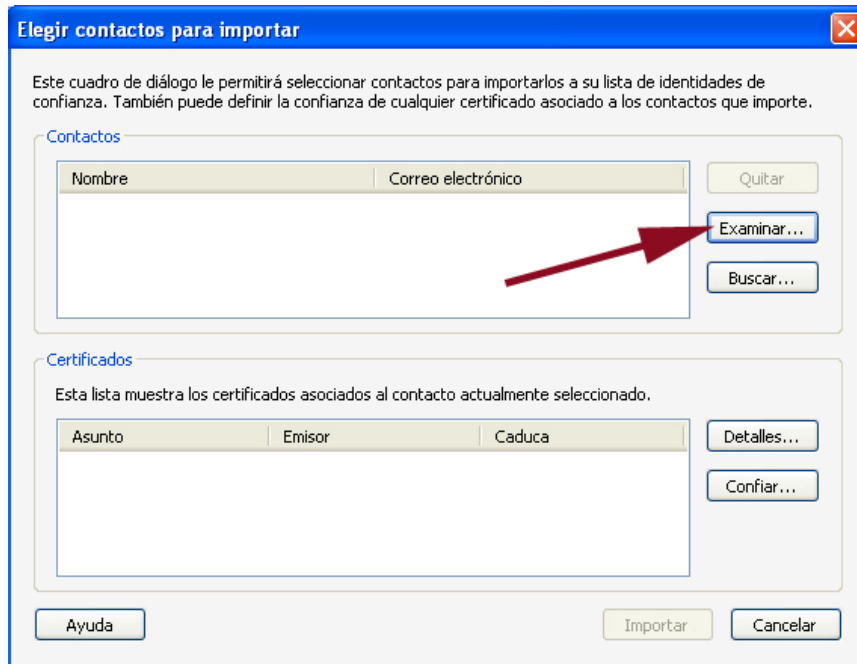 Elegir contactos para importar
Este cuadro de diálogo le permitirá seleccionar contactos para importarlos a su lista de identidades de
confianza. También puede definir la confianza de cualquier certificado asociado a los contactos que importe.
Contactos
Nombre Correo electrónico
Quitar
Examinar...
Buscar...
Certificados
Esta lista muestra los certificados asociados al contacto actualmente seleccionado.
Asunto Emisor Caduca
Detalles...
Confiar...
Ayuda Importar Cancelar